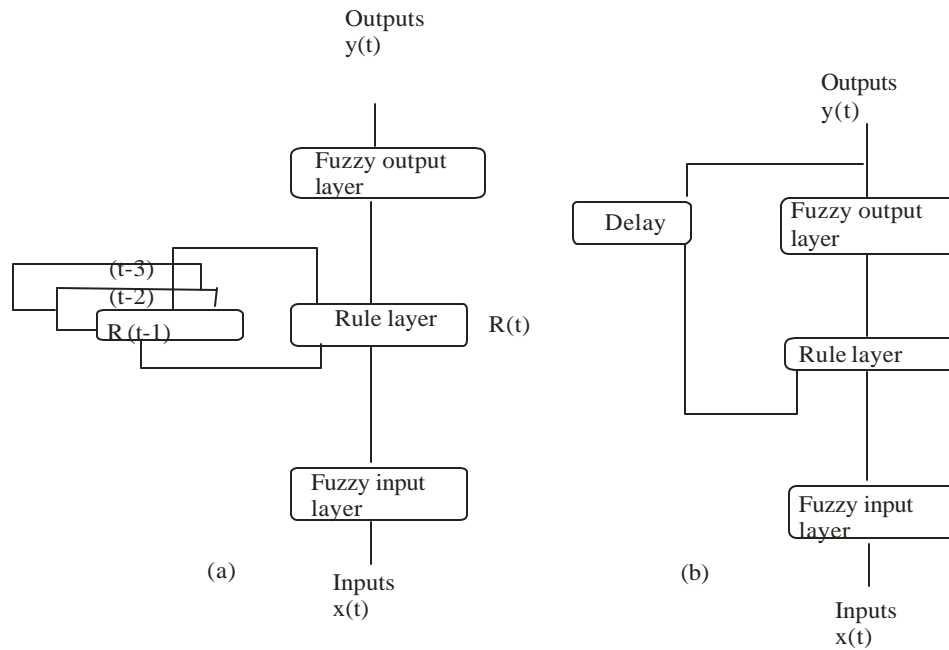 Outputs
y(t)
Fuzzy output
layer
(t-3)
(t-2)
R (t-1)
Rule layer
R(t)
Fuzzy input
layer
(a)
Inputs
x(t)
Outputs
y(t)
Delay
Fuzzy output
layer
Rule layer
Fuzzy input
layer
(b)
Inputs
x(t)